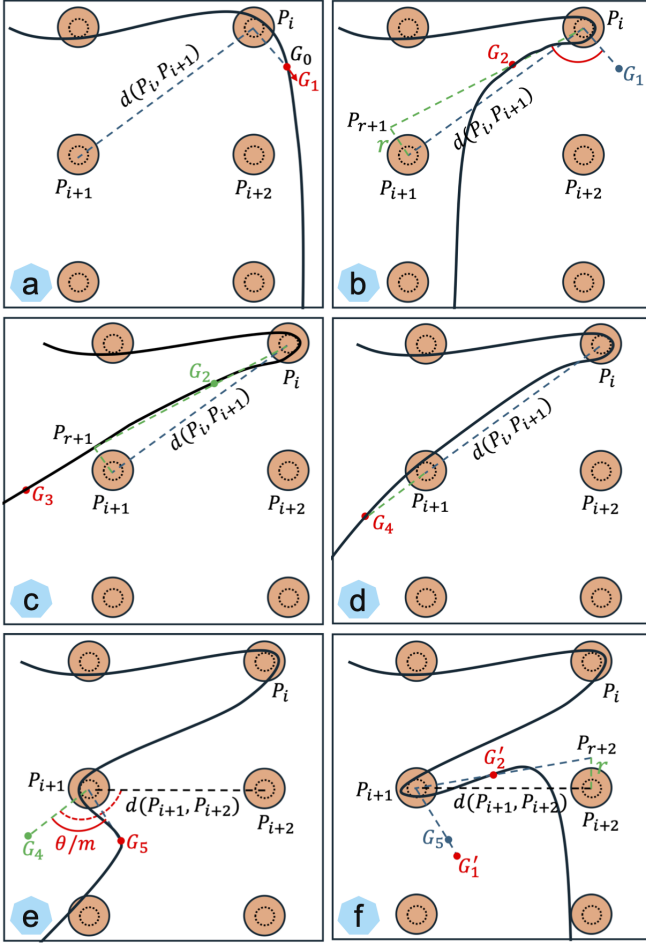 P_i
G_0
G_1
d(P_i, P_{i+1})
P_{i+1}
P_{i+2}
a
P_i
G_2
G_1
P_{r+1}
r
d(P_i, P_{i+1})
P_{i+1}
P_{i+2}
b
G_2
P_i
P_{r+1}
d(P_i, P_{i+1})
G_3
P_{i+1}
P_{i+2}
c
P_i
d(P_i, P_{i+1})
P_{i+1}
P_{i+2}
G_4
d
P_i
P_{i+1}
d(P_{i+1}, P_{i+2})
P_{i+2}
G_4
θ/m
G_5
e
P_i
G_2'
P_{r+2}
r
P_{i+1}
d(P_{i+1}, P_{i+2})
P_{i+2}
G_5
G_1'
f